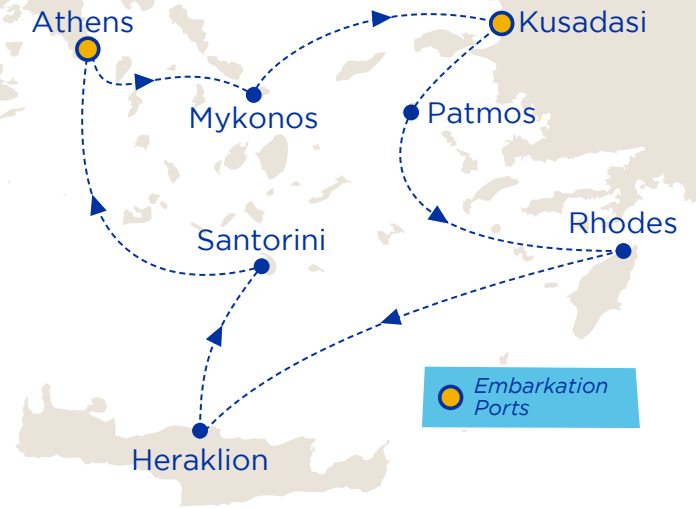 Athens
Kusadasi
Mykonos
Patmos
Rhodes
Santorini
Embarkation
Ports
Heraklion